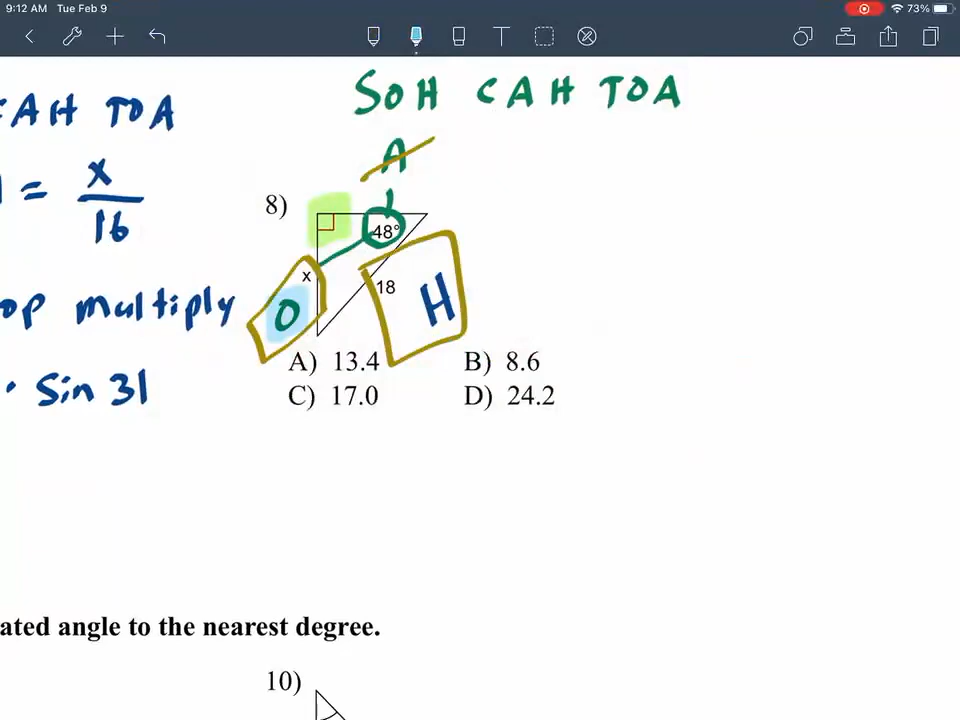 9:12 AM Tue Feb 9
73%
SOH CAH TOA
CAH TOA
A
= x
16
8)
48°
x
18
O
H
op multiply
A) 13.4 B) 8.6
C) 17.0 D) 24.2
• Sin 31
ated angle to the nearest degree.
10)